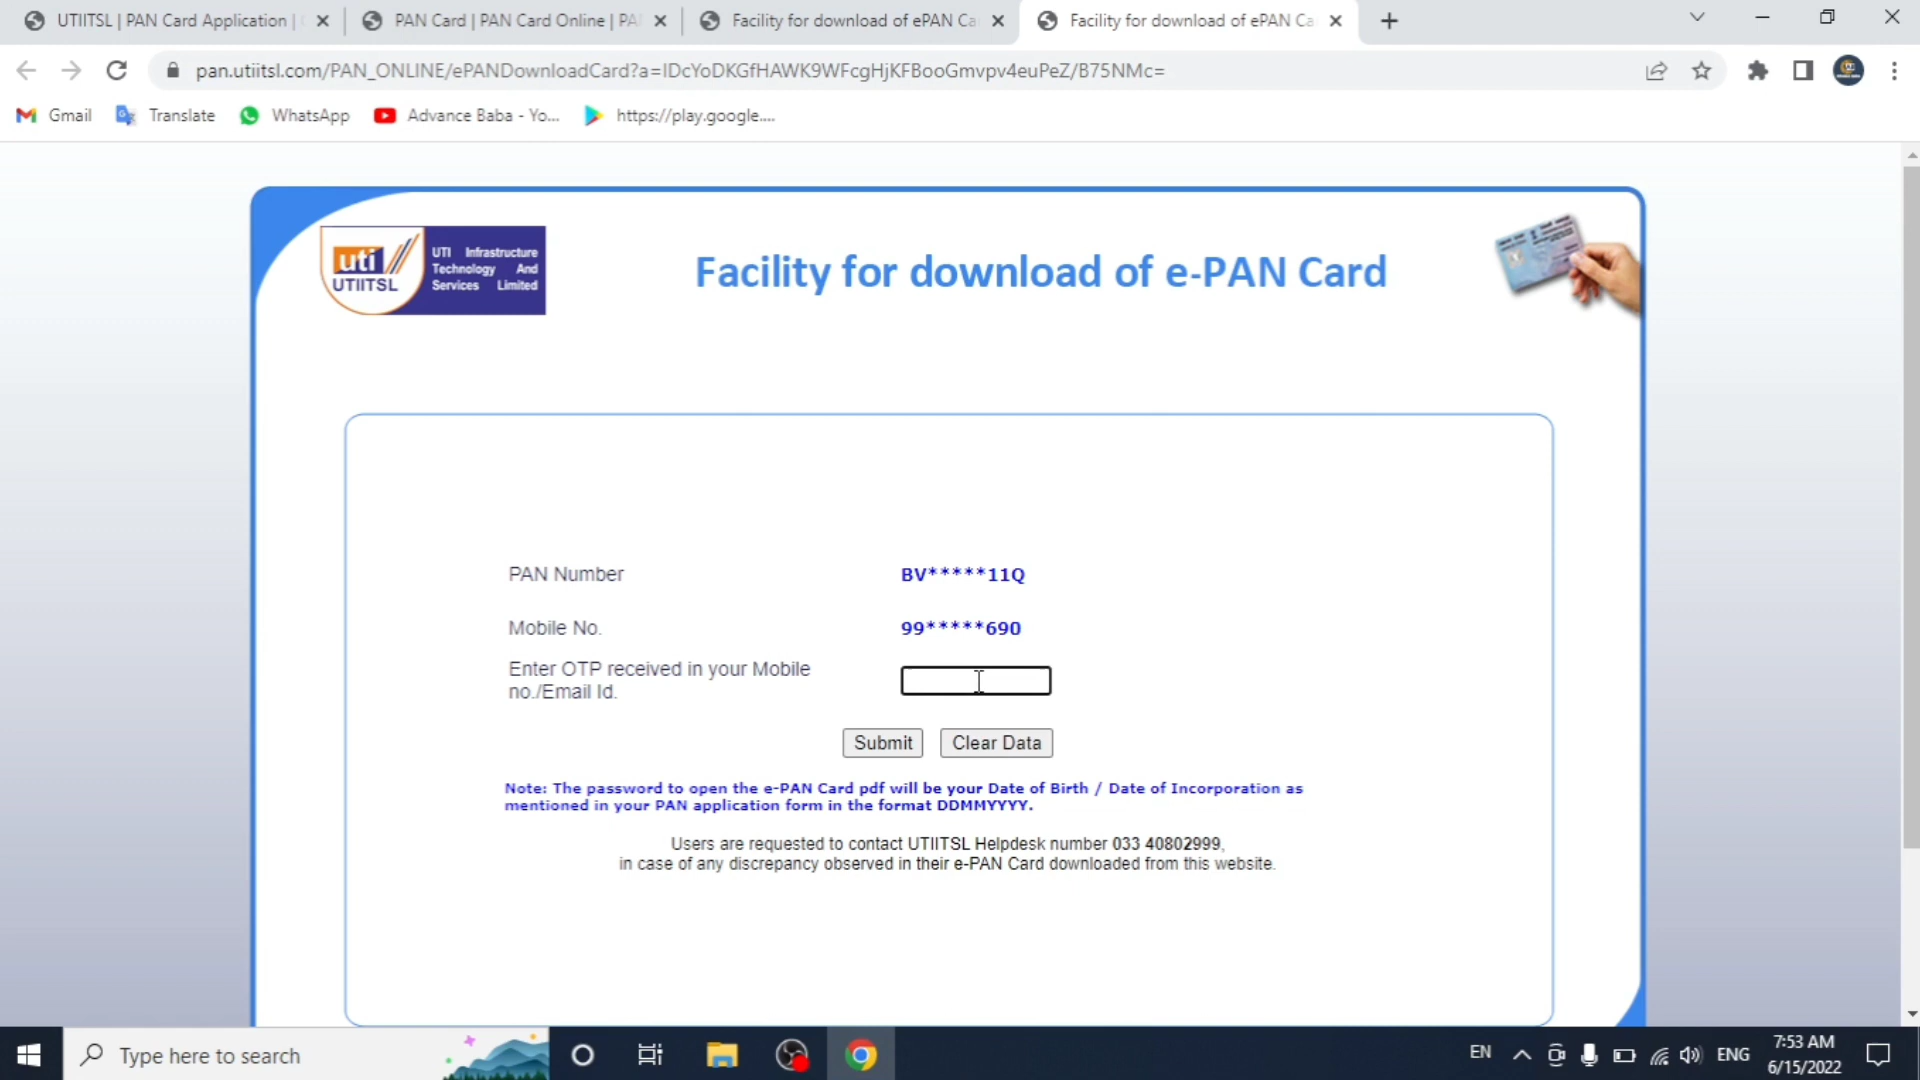 UTIITSL | PAN Card Application |
PAN Card | PAN Card Online | PA
Facility for download of ePAN Ca
Facility for download of ePAN Ca
pan.utiitsl.com/PAN_ONLINE/ePANDownloadCard?a=IDcYoDKGfHAWK9WFcgHjKFBooGmvpv4euPeZ/B75NMc=
Gmail
Translate
WhatsApp
Advance Baba - Yo...
https://play.google....
uti
UTIITSL
UTI Infrastructure
Technology And
Services Limited
Facility for download of e-PAN Card
PAN Number BV*****11Q
Mobile No. 99*****690
Enter OTP received in your Mobile
no./Email Id.
Submit Clear Data
Note: The password to open the e-PAN Card pdf will be your Date of Birth / Date of Incorporation as
mentioned in your PAN application form in the format DDMMYYYY.
Users are requested to contact UTIITSL Helpdesk number 033 40802999,
in case of any discrepancy observed in their e-PAN Card downloaded from this website.
Type here to search
EN
ENG
7:53 AM
6/15/2022